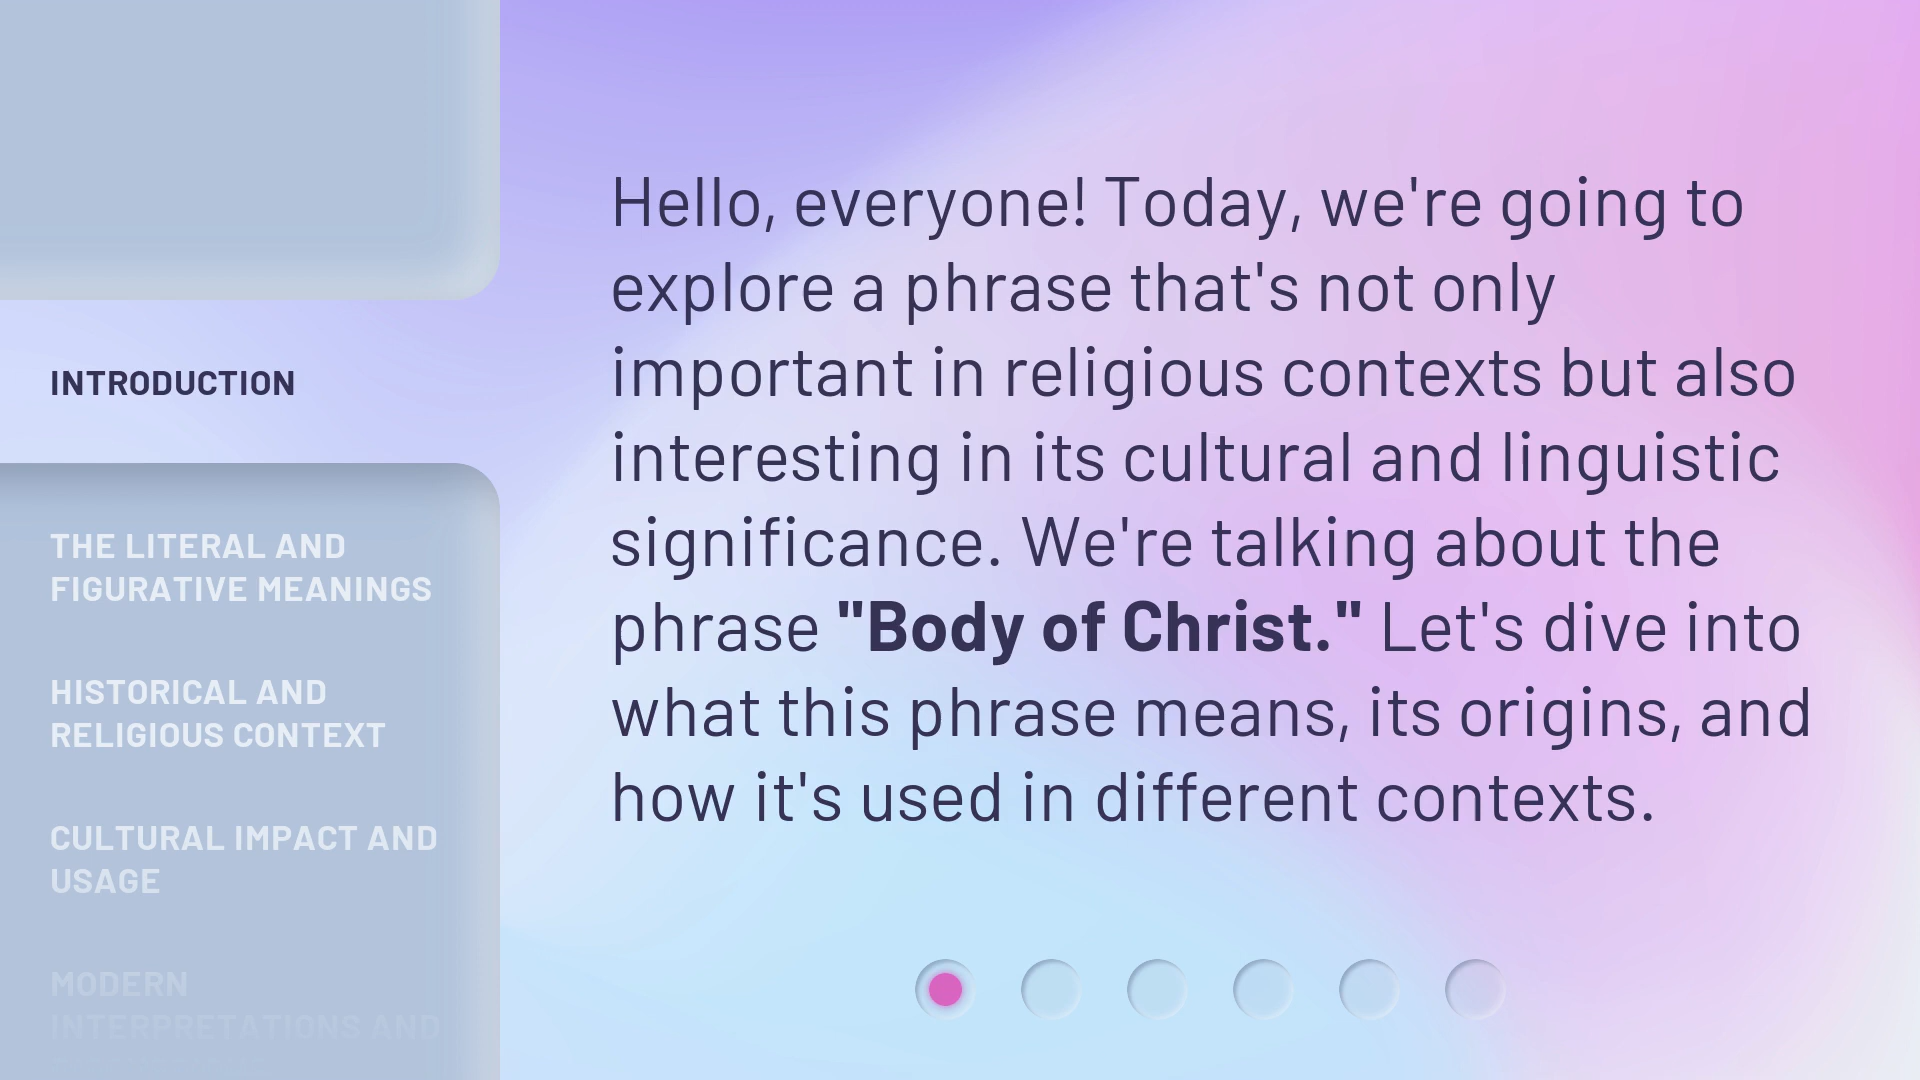 INTRODUCTION
THE LITERAL AND
FIGURATIVE MEANINGS
HISTORICAL AND
RELIGIOUS CONTEXT
CULTURAL IMPACT AND
USAGE
MODERN
INTERPRETATIONS AND
Hello, everyone! Today, we're going to
explore a phrase that's not only
important in religious contexts but also
interesting in its cultural and linguistic
significance. We're talking about the
phrase "Body of Christ." Let's dive into
what this phrase means, its origins, and
how it's used in different contexts.